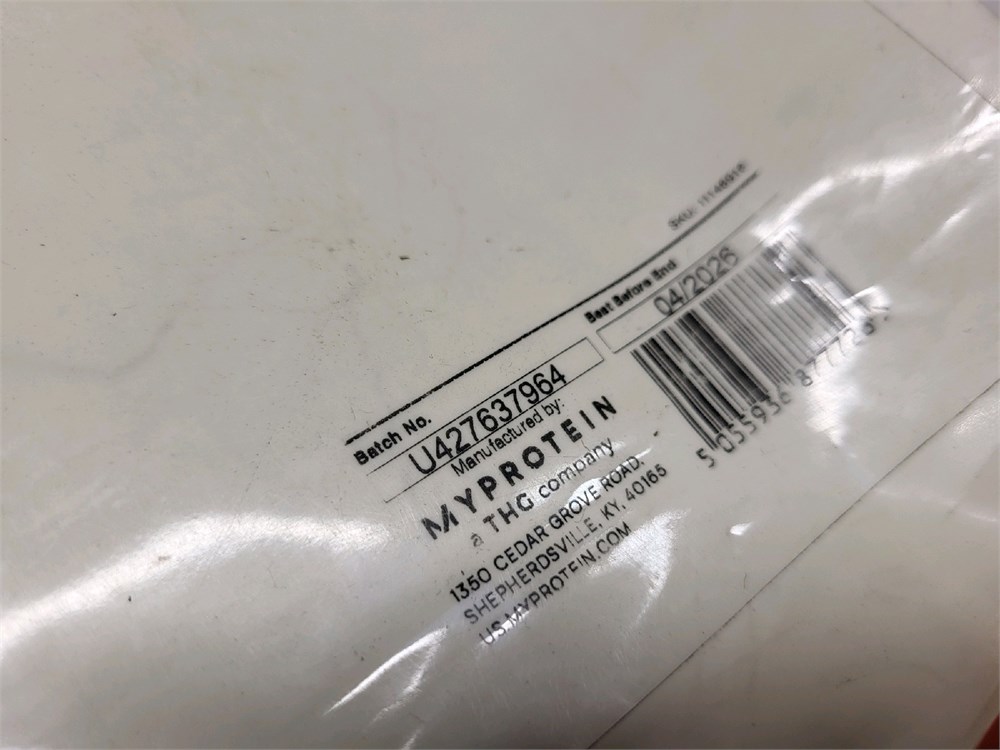 SKU:
Batch No.
U427637964
Best Before End
04/2026
Manufactured by:
MYPROTEIN
a THG company
1350 CEDAR GROVE ROAD,
SHEPHERDSVILLE, KY, 40165
US.MYPROTEIN.COM